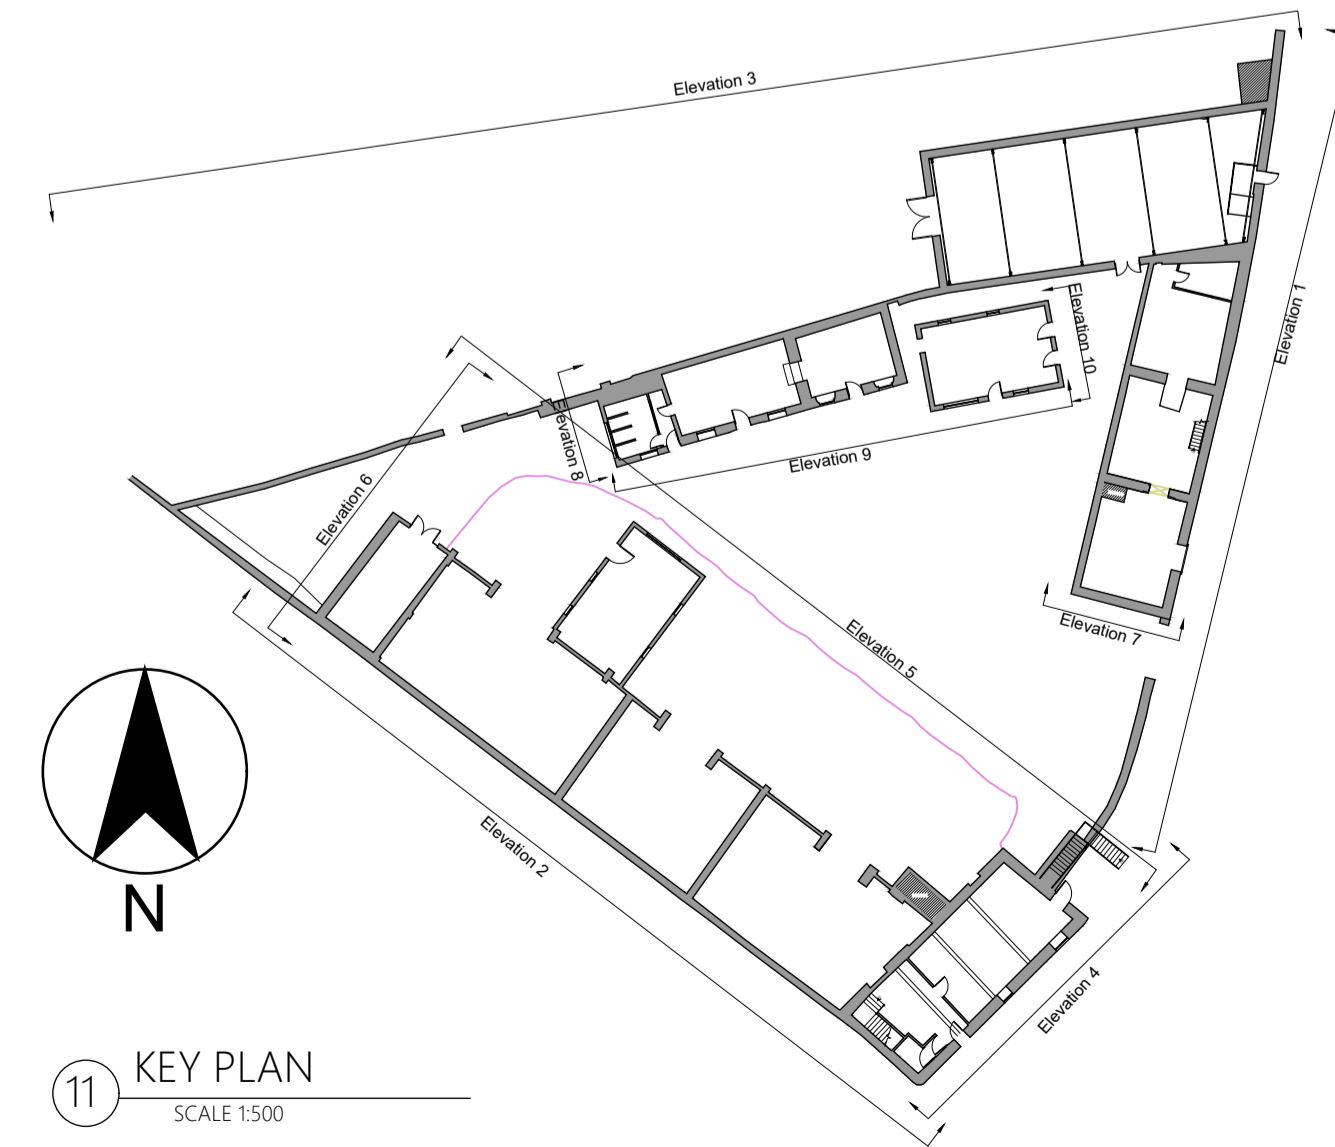 Elevation 3
Elevation 1
Elevation 10
Elevation 8
Elevation 9
Elevation 6
Elevation 7
Elevation 5
Elevation 2
N
Elevation 4
11
KEY PLAN
SCALE 1:500